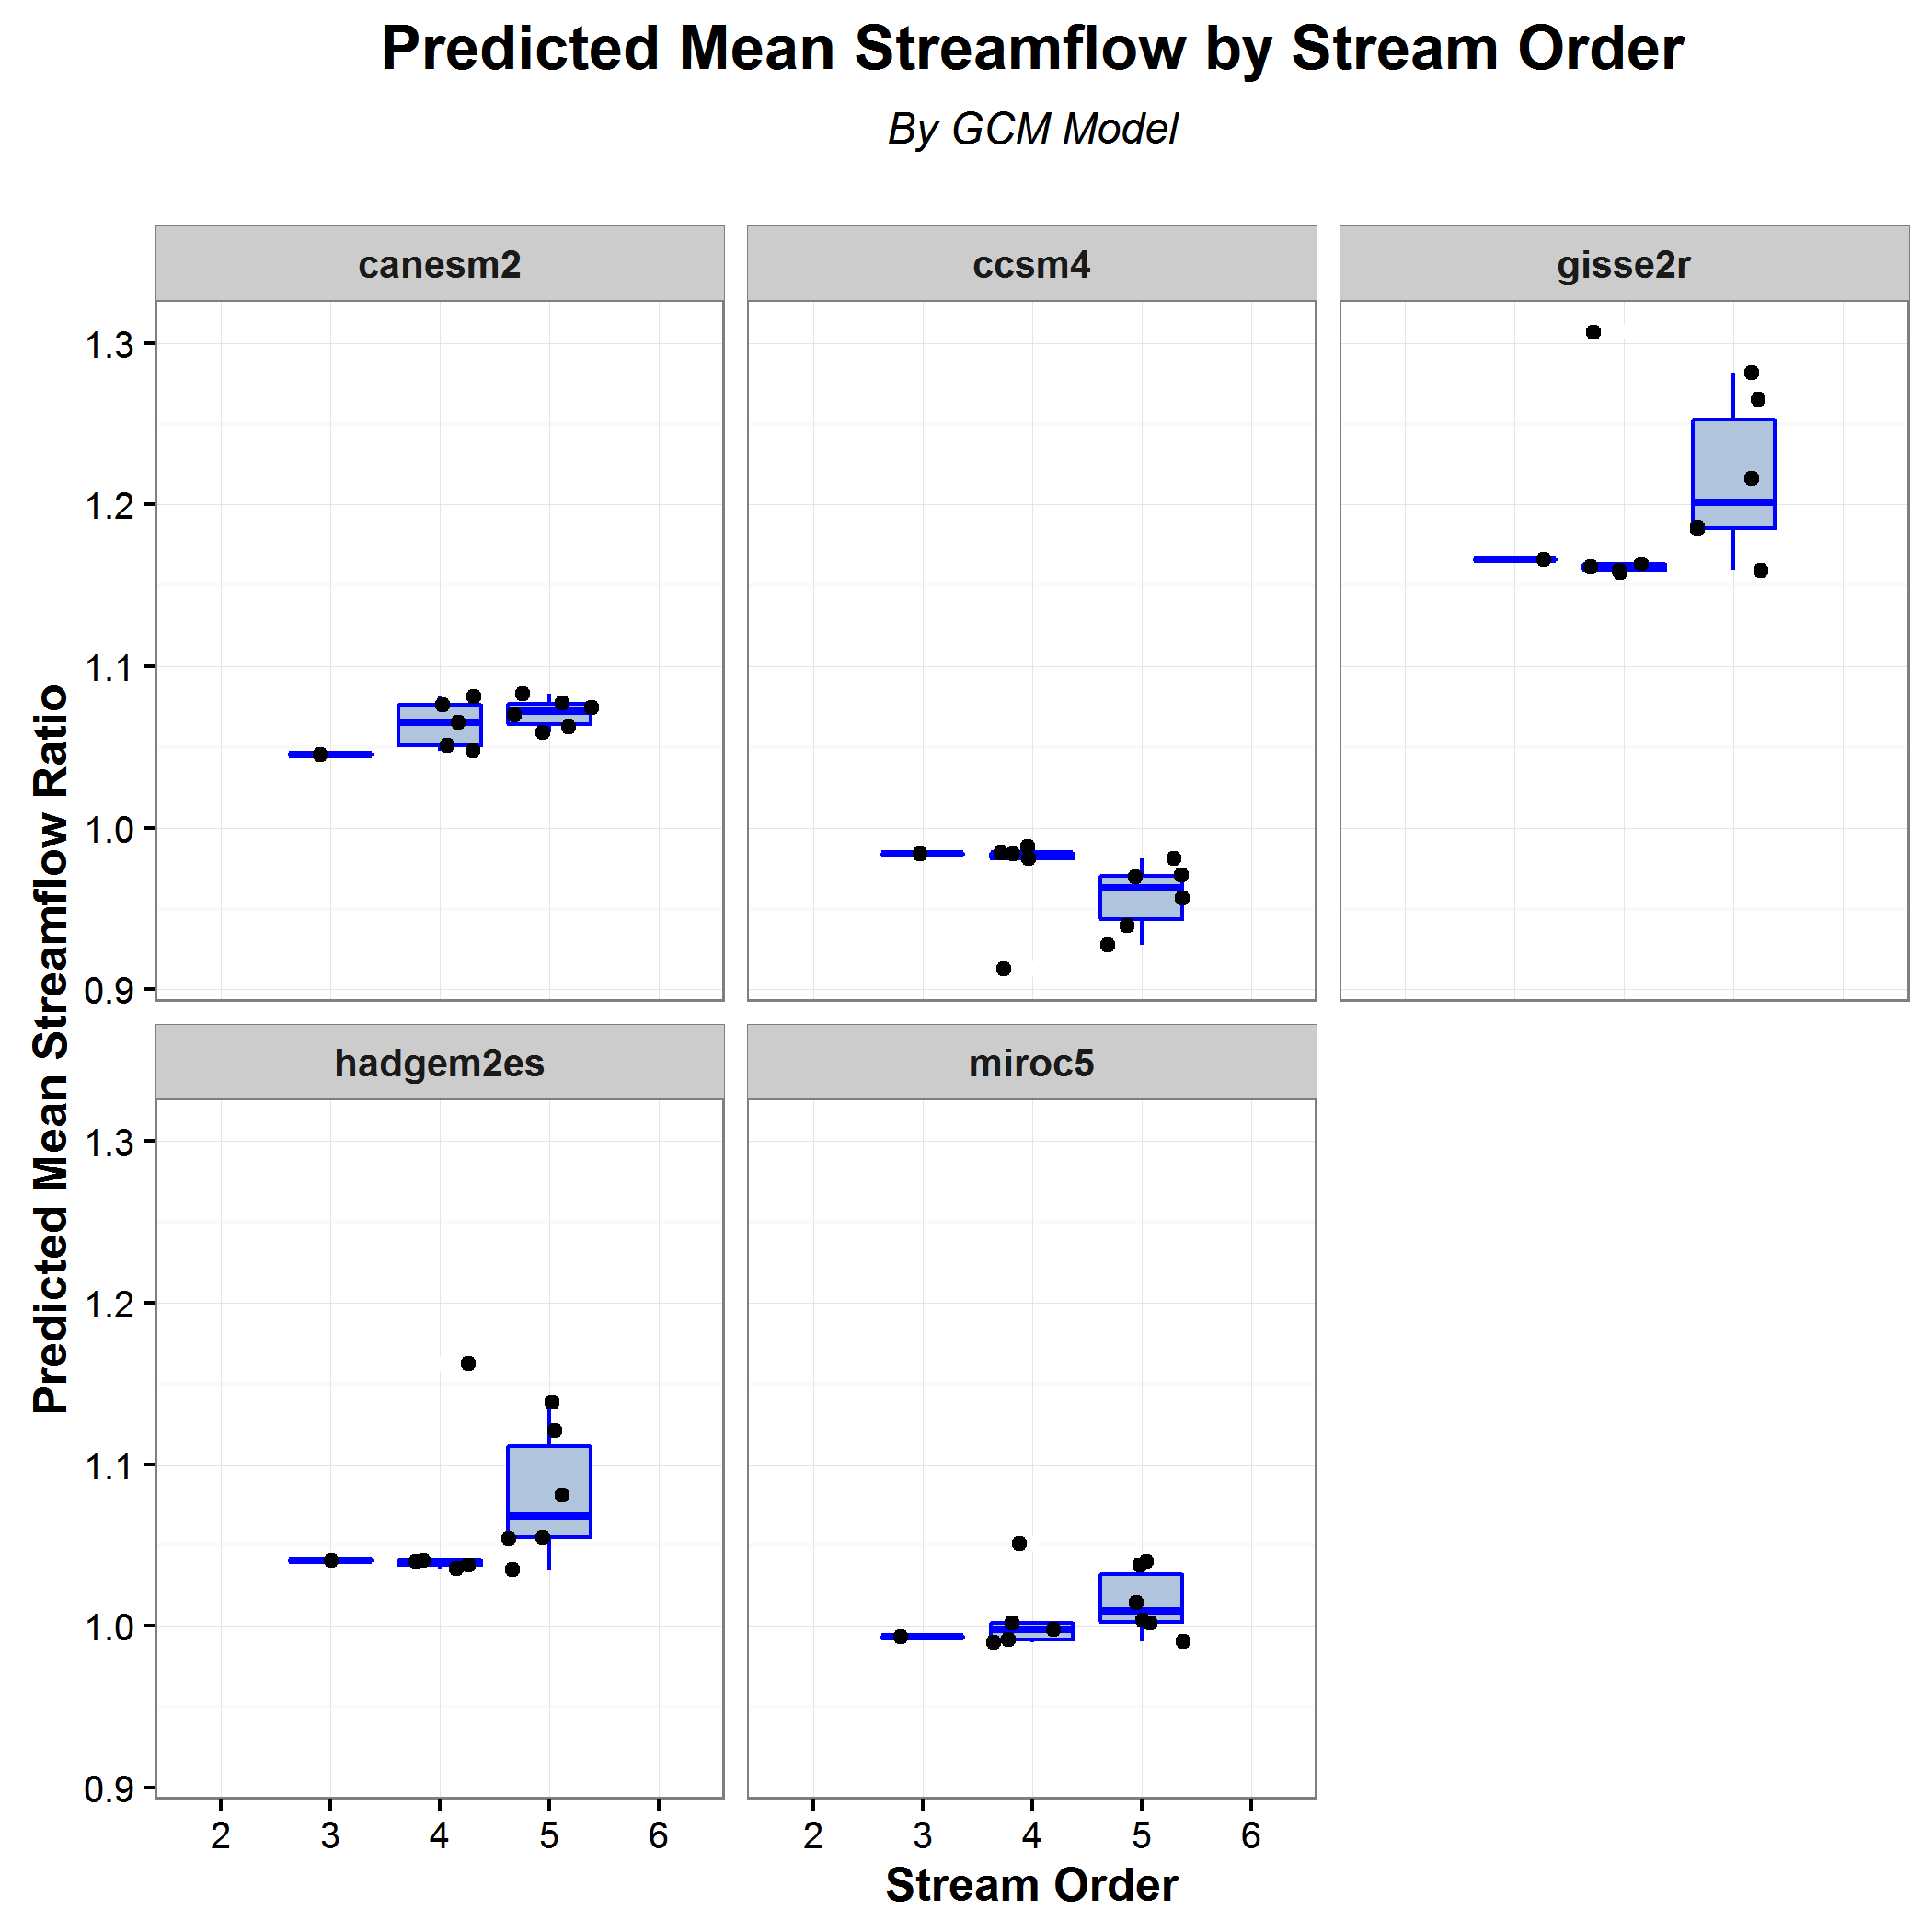 Predicted Mean Streamflow by Stream Order
By GCM Model
canesm2
ccsm4
gisse2r
1.3
1.2
1.1
1.0
0.9
Predicted Mean Streamflow Ratio
hadgem2es
miroc5
1.3
1.2
1.1
1.0
0.9
2 3 4 5 6
2 3 4 5 6
Stream Order